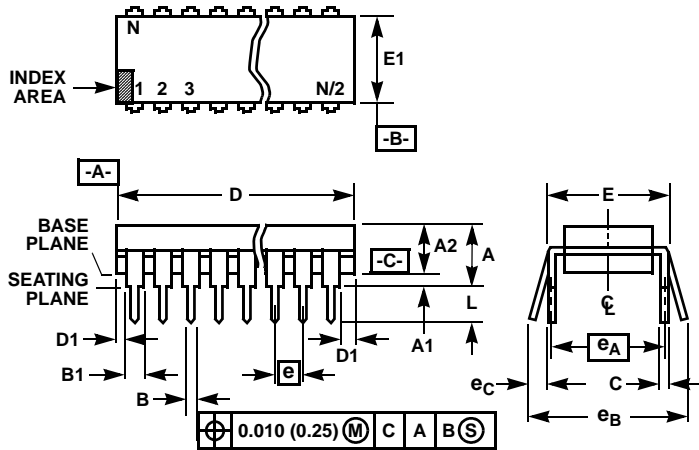 N
E1
INDEX
AREA
1 2 3 N/2
-B-
-A-
D
E
BASE
PLANE
A2
A
-C-
SEATING
PLANE
L
℄
D1
A1
D1
eA
B1
e
eC
C
B
eB
0.010 (0.25) Ⓜ C A B Ⓢ